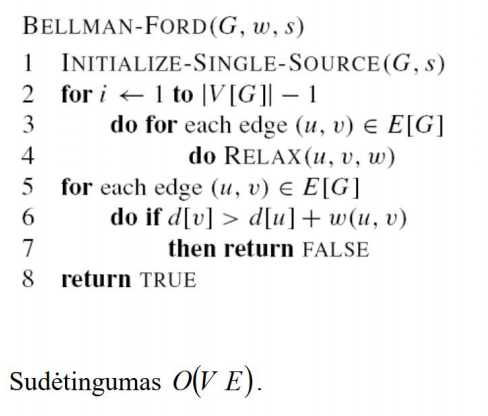 BELLMAN-FORD(G, w, s)
1 INITIALIZE-SINGLE-SOURCE(G, s)
2 for i ← 1 to |V[G]| − 1
3 do for each edge (u, v) ∈ E[G]
4 do RELAX(u, v, w)
5 for each edge (u, v) ∈ E[G]
6 do if d[v] > d[u] + w(u, v)
7 then return FALSE
8 return TRUE
Sudėtingumas O(V E).